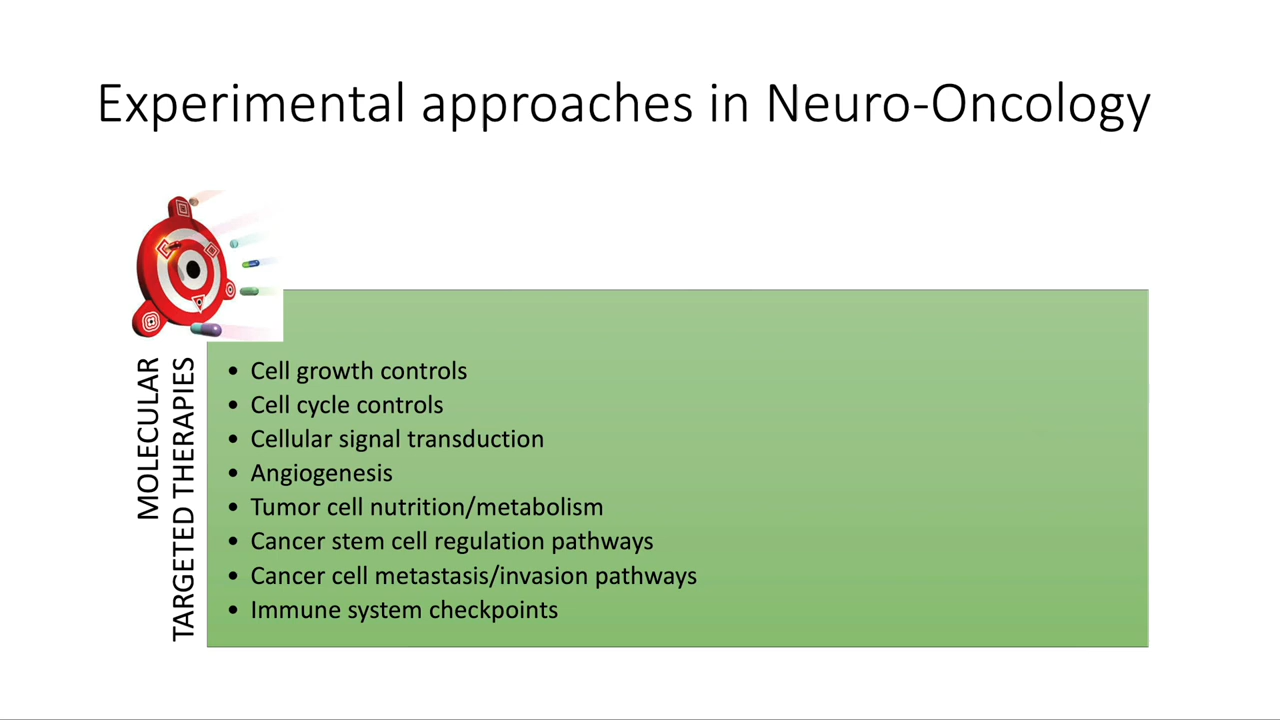 Experimental approaches in Neuro-Oncology
MOLECULAR
TARGETED THERAPIES
• Cell growth controls
• Cell cycle controls
• Cellular signal transduction
• Angiogenesis
• Tumor cell nutrition/metabolism
• Cancer stem cell regulation pathways
• Cancer cell metastasis/invasion pathways
• Immune system checkpoints